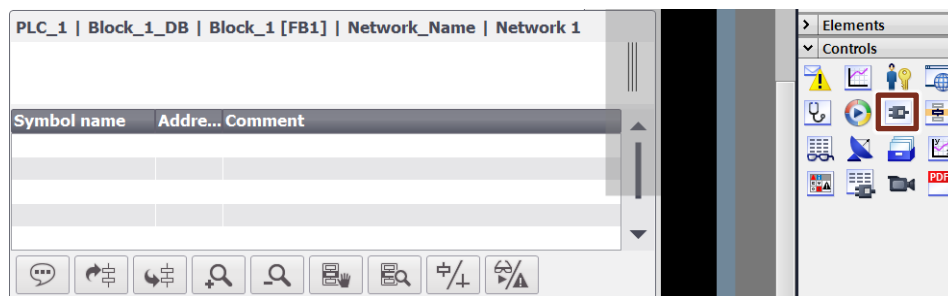 PLC_1 | Block_1_DB | Block_1 [FB1] | Network_Name | Network 1
Symbol name Addre... Comment
Elements
Controls
PDF